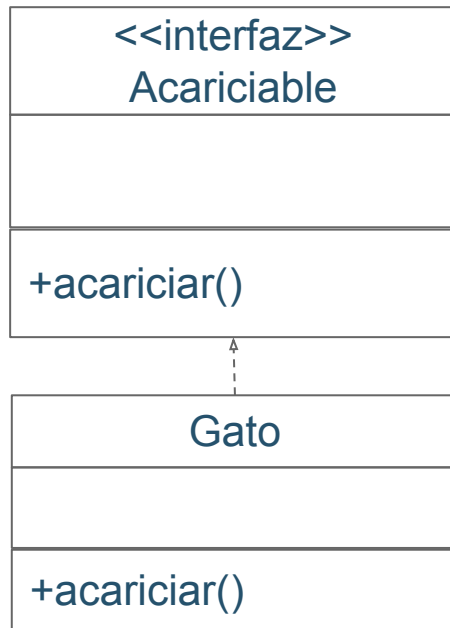 <<interfaz>>
Acariciable
+acariciar()
Gato
+acariciar()